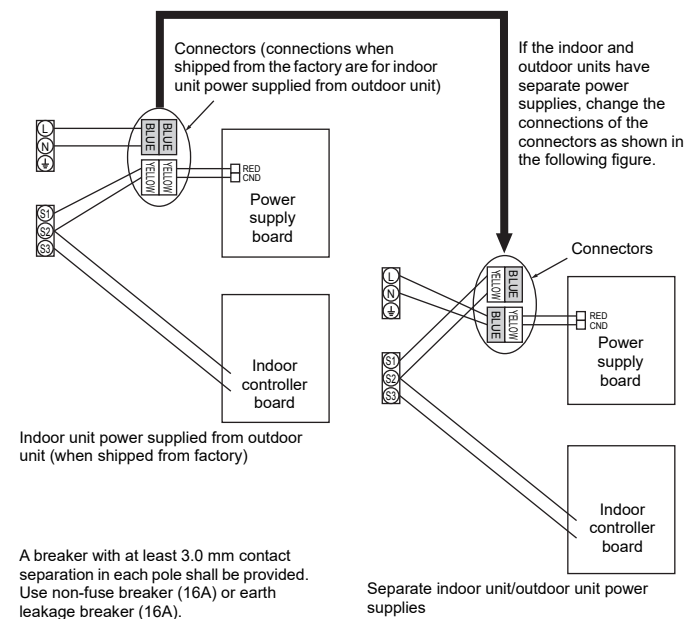 Connectors (connections when
shipped from the factory are for indoor
unit power supplied from outdoor unit)
If the indoor and
outdoor units have
separate power
supplies, change the
connections of the
connectors as shown in
the following figure.
L
N
BLUE
BLUE
YELLOW
YELLOW
RED
CND
Power
supply
board
S1
S2
S3
Indoor
controller
board
Indoor unit power supplied from outdoor
unit (when shipped from factory)
Connectors
L
N
YELLOW
BLUE
BLUE
YELLOW
RED
CND
Power
supply
board
S1
S2
S3
Indoor
controller
board
Separate indoor unit/outdoor unit power
supplies
A breaker with at least 3.0 mm contact
separation in each pole shall be provided.
Use non-fuse breaker (16A) or earth
leakage breaker (16A).